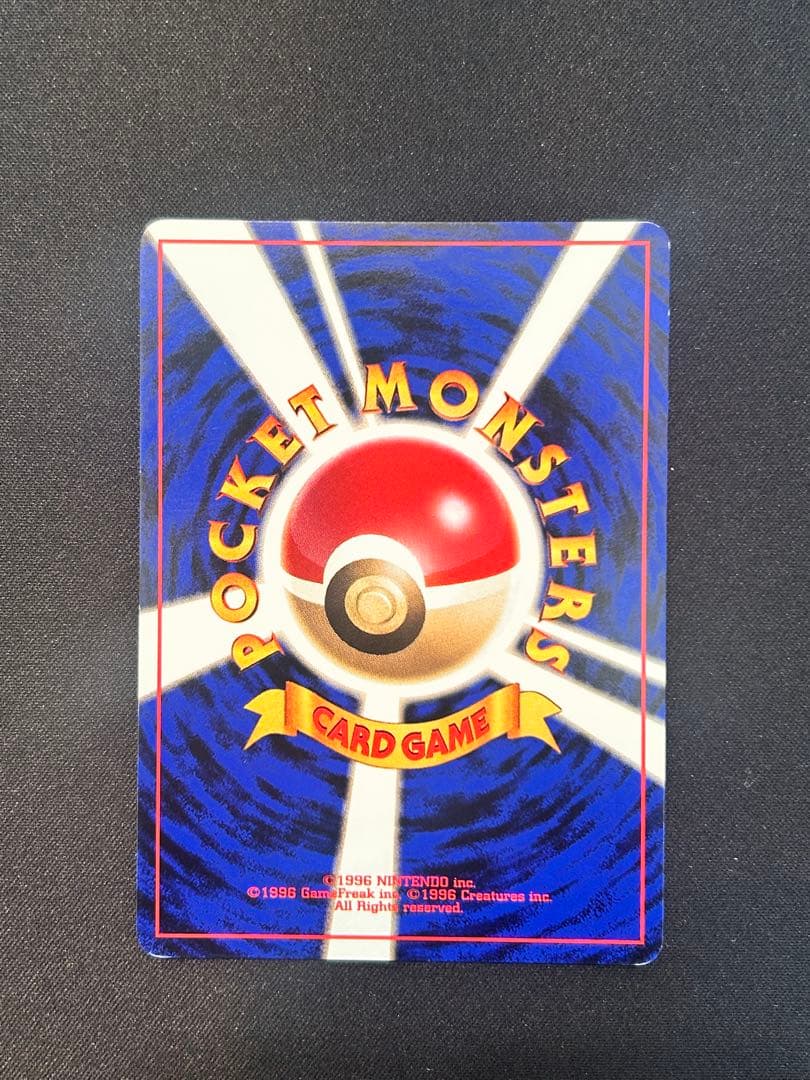 POCKET MONSTERS
CARD GAME
©1996 NINTENDO inc.
©1996 GameFreak inc. ©1996 Creatures inc.
All Rights reserved.